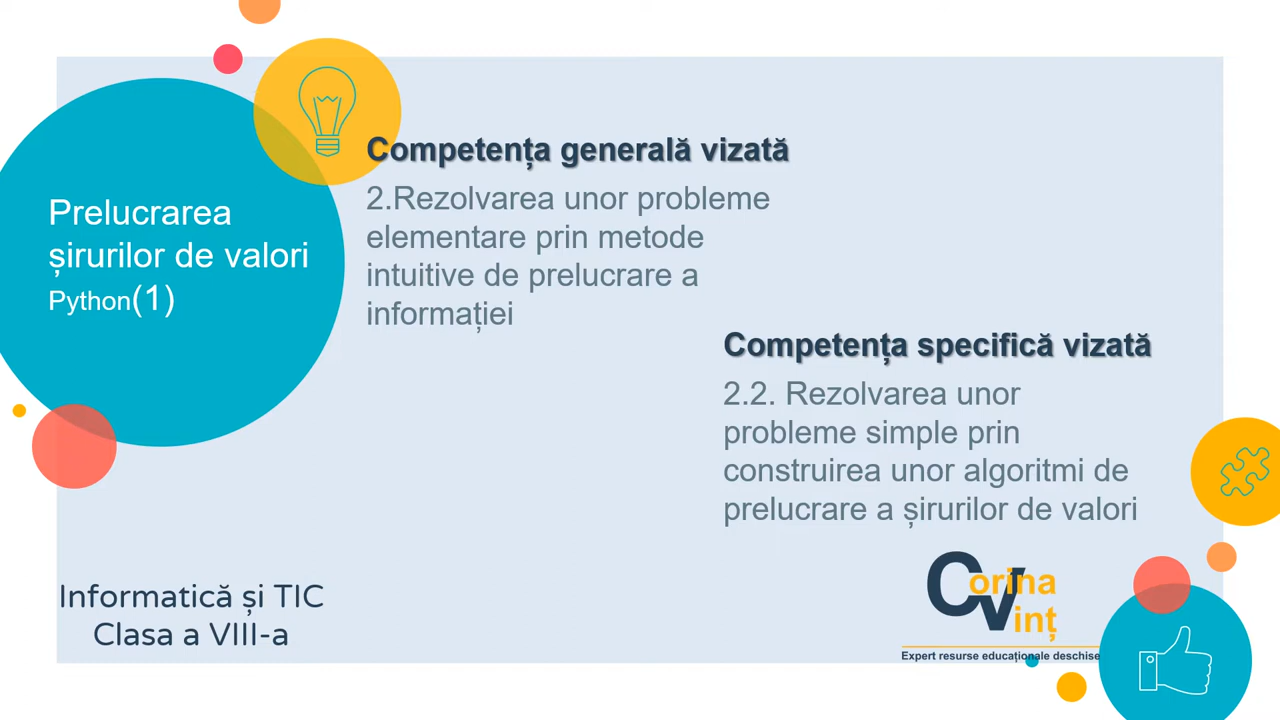 Prelucrarea
șirurilor de valori
Python(1)
Competența generală vizată
2.Rezolvarea unor probleme
elementare prin metode
intuitive de prelucrare a
informației
Competența specifică vizată
2.2. Rezolvarea unor
probleme simple prin
construirea unor algoritmi de
prelucrare a șirurilor de valori
Informatică și TIC
Clasa a VIII-a
Corina
Vinț
Expert resurse educaționale deschise